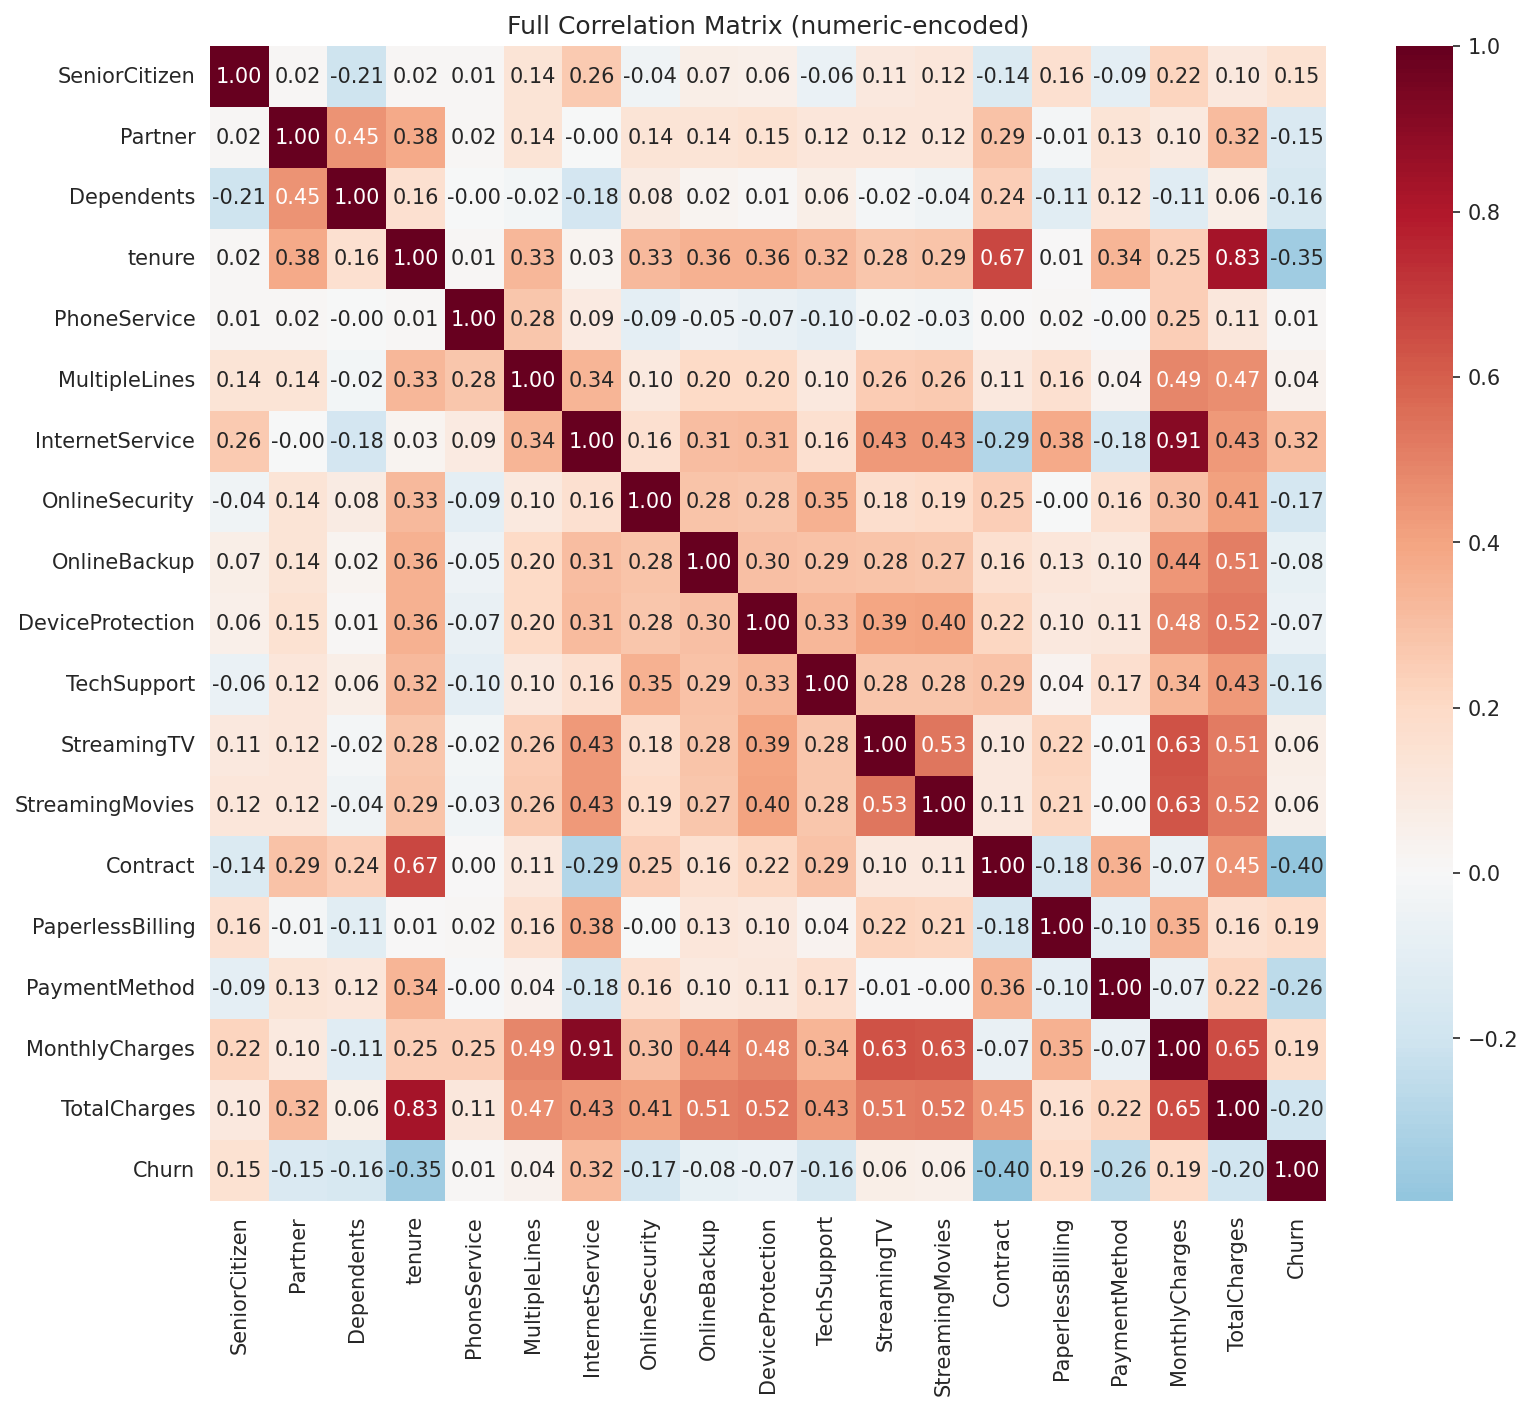 Full Correlation Matrix (numeric-encoded)
SeniorCitizen 1.00 0.02 -0.21 0.02 0.01 0.14 0.26 -0.04 0.07 0.06 -0.06 0.11 0.12 -0.14 0.16 -0.09 0.22 0.10 0.15
Partner 0.02 1.00 0.45 0.38 0.02 0.14 -0.00 0.14 0.14 0.15 0.12 0.12 0.12 0.29 -0.01 0.13 0.10 0.32 -0.15
Dependents -0.21 0.45 1.00 0.16 -0.00 -0.02 -0.18 0.08 0.02 0.01 0.06 -0.02 -0.04 0.24 -0.11 0.12 -0.11 0.06 -0.16
tenure 0.02 0.38 0.16 1.00 0.01 0.33 0.03 0.33 0.36 0.36 0.32 0.28 0.29 0.67 0.01 0.34 0.25 0.83 -0.35
PhoneService 0.01 0.02 -0.00 0.01 1.00 0.28 0.09 -0.09 -0.05 -0.07 -0.10 -0.02 -0.03 0.00 0.02 -0.00 0.25 0.11 0.01
MultipleLines 0.14 0.14 -0.02 0.33 0.28 1.00 0.34 0.10 0.20 0.20 0.10 0.26 0.26 0.11 0.16 0.04 0.49 0.47 0.04
InternetService 0.26 -0.00 -0.18 0.03 0.09 0.34 1.00 0.16 0.31 0.31 0.16 0.43 0.43 -0.29 0.38 -0.18 0.91 0.43 0.32
OnlineSecurity -0.04 0.14 0.08 0.33 -0.09 0.10 0.16 1.00 0.28 0.28 0.35 0.18 0.19 0.25 -0.00 0.16 0.30 0.41 -0.17
OnlineBackup 0.07 0.14 0.02 0.36 -0.05 0.20 0.31 0.28 1.00 0.30 0.29 0.28 0.27 0.16 0.13 0.10 0.44 0.51 -0.08
DeviceProtection 0.06 0.15 0.01 0.36 -0.07 0.20 0.31 0.28 0.30 1.00 0.33 0.39 0.40 0.22 0.10 0.11 0.48 0.52 -0.07
TechSupport -0.06 0.12 0.06 0.32 -0.10 0.10 0.16 0.35 0.29 0.33 1.00 0.28 0.28 0.29 0.04 0.17 0.34 0.43 -0.16
StreamingTV 0.11 0.12 -0.02 0.28 -0.02 0.26 0.43 0.18 0.28 0.39 0.28 1.00 0.53 0.10 0.22 -0.01 0.63 0.51 0.06
StreamingMovies 0.12 0.12 -0.04 0.29 -0.03 0.26 0.43 0.19 0.27 0.40 0.28 0.53 1.00 0.11 0.21 -0.00 0.63 0.52 0.06
Contract -0.14 0.29 0.24 0.67 0.00 0.11 -0.29 0.25 0.16 0.22 0.29 0.10 0.11 1.00 -0.18 0.36 -0.07 0.45 -0.40
PaperlessBilling 0.16 -0.01 -0.11 0.01 0.02 0.16 0.38 -0.00 0.13 0.10 0.04 0.22 0.21 -0.18 1.00 -0.10 0.35 0.16 0.19
PaymentMethod -0.09 0.13 0.12 0.34 -0.00 0.04 -0.18 0.16 0.10 0.11 0.17 -0.01 -0.00 0.36 -0.10 1.00 -0.07 0.22 -0.26
MonthlyCharges 0.22 0.10 -0.11 0.25 0.25 0.49 0.91 0.30 0.44 0.48 0.34 0.63 0.63 -0.07 0.35 -0.07 1.00 0.65 0.19
TotalCharges 0.10 0.32 0.06 0.83 0.11 0.47 0.43 0.41 0.51 0.52 0.43 0.51 0.52 0.45 0.16 0.22 0.65 1.00 -0.20
Churn 0.15 -0.15 -0.16 -0.35 0.01 0.04 0.32 -0.17 -0.08 -0.07 -0.16 0.06 0.06 -0.40 0.19 -0.26 0.19 -0.20 1.00
SeniorCitizen
Partner
Dependents
tenure
PhoneService
MultipleLines
InternetService
OnlineSecurity
OnlineBackup
DeviceProtection
TechSupport
StreamingTV
StreamingMovies
Contract
PaperlessBilling
PaymentMethod
MonthlyCharges
TotalCharges
Churn
1.0
0.8
0.6
0.4
0.2
0.0
−0.2